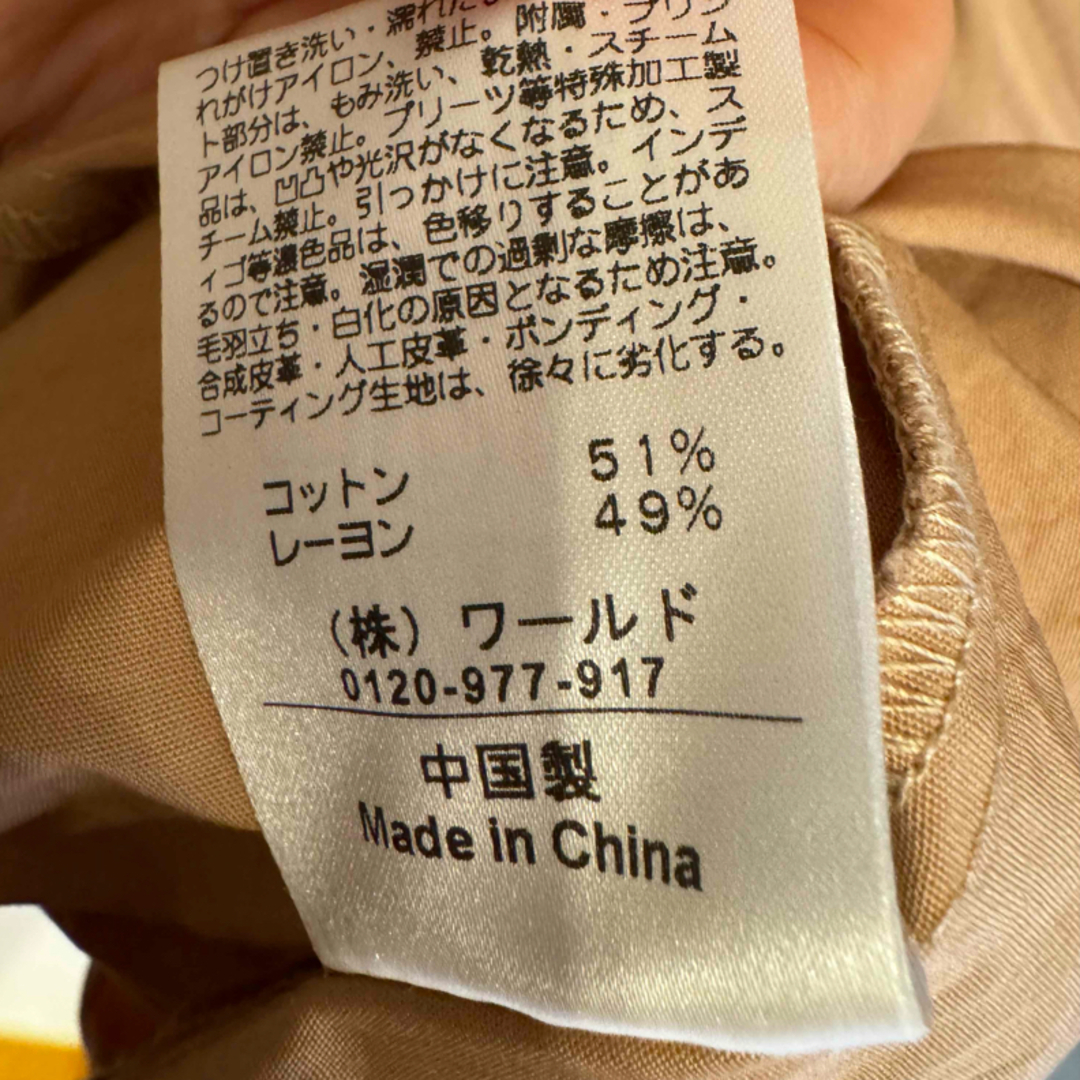 つけ置き洗い・濡れた
れがけアイロン、禁止。附属・プリン
ト部分は、もみ洗い、乾熱・スチーム
アイロン禁止。プリーツ等特殊加工製
品は、凹凸や光沢がなくなるため、ス
チーム禁止。引っかけに注意。インデ
ィゴ等濃色品は、色移りすることがあ
るので注意。湿潤での過剰な摩擦は、
毛羽立ち・白化の原因となるため注意。
合成皮革・人工皮革・ボンディング・
コーティング生地は、徐々に劣化する。
コットン 51%
レーヨン 49%
(株) ワールド
0120-977-917
中国製
Made in China